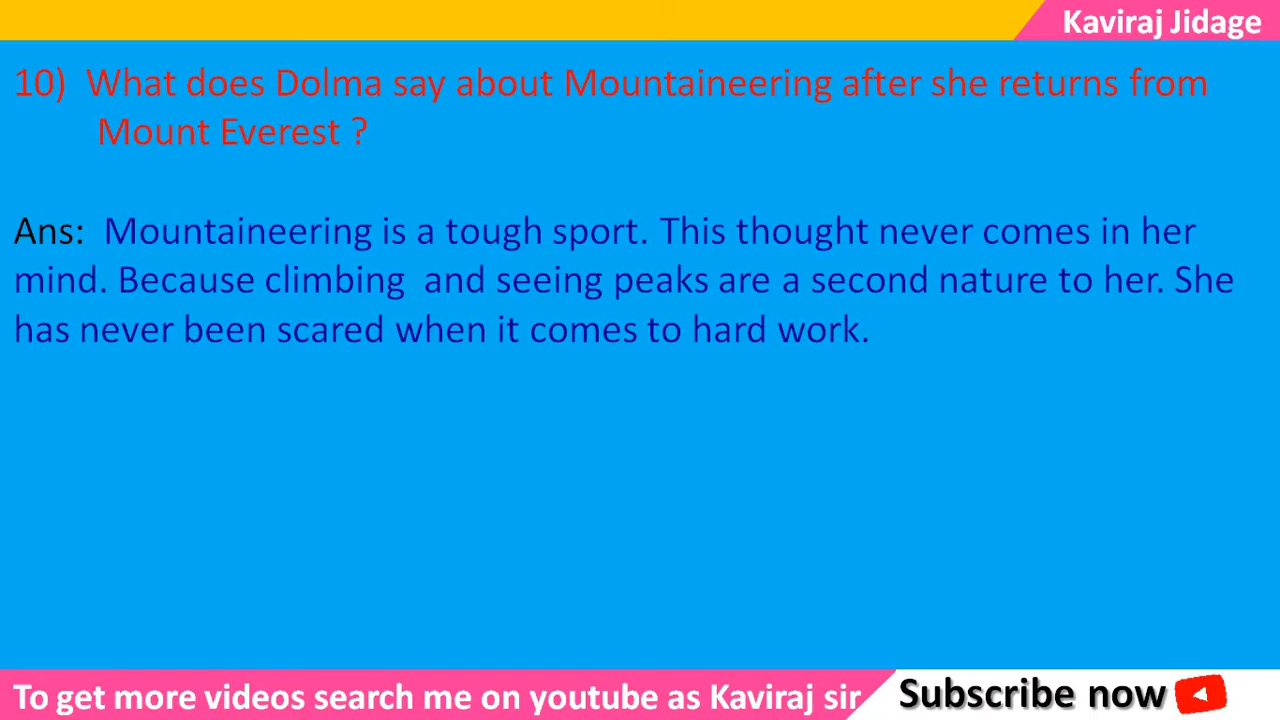 Kaviraj Jidage
10) What does Dolma say about Mountaineering after she returns from
Mount Everest ?
Ans: Mountaineering is a tough sport. This thought never comes in her
mind. Because climbing and seeing peaks are a second nature to her. She
has never been scared when it comes to hard work.
To get more videos search me on youtube as Kaviraj sir
Subscribe now